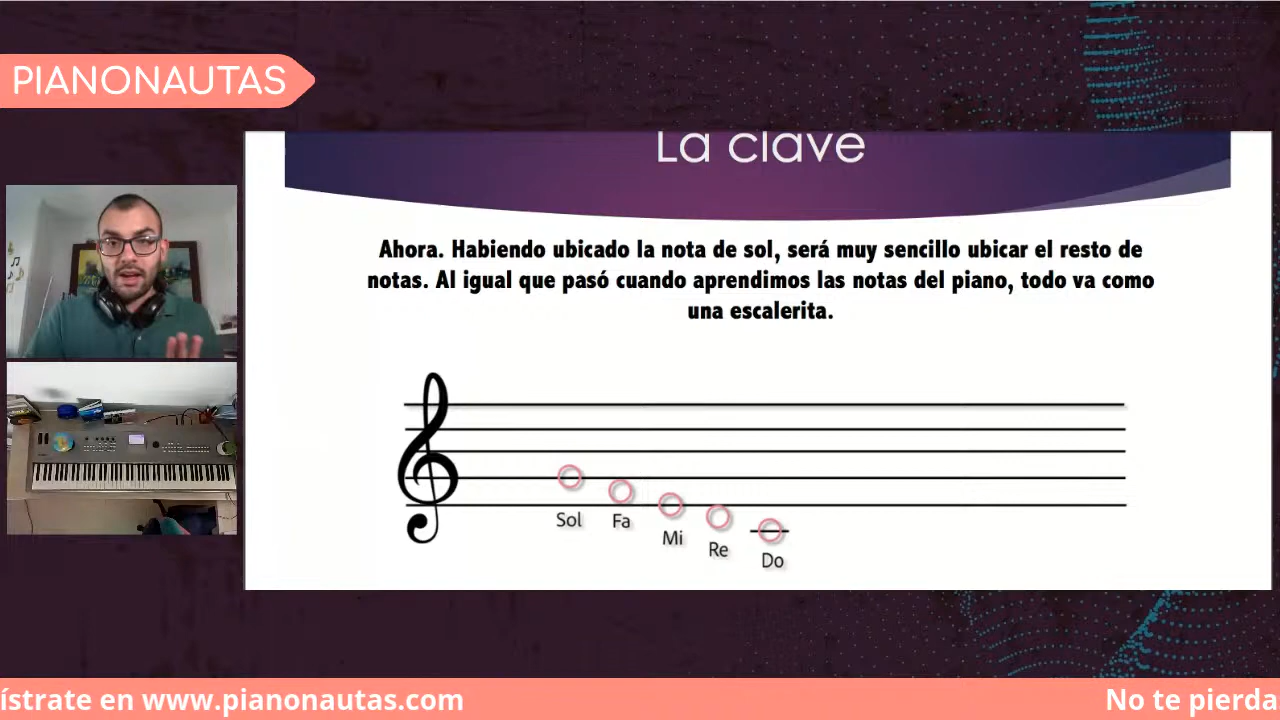 PIANONAUTAS
La clave
Ahora. Habiendo ubicado la nota de sol, será muy sencillo ubicar el resto de
notas. Al igual que pasó cuando aprendimos las notas del piano, todo va como
una escalerita.
Sol
Fa
Mi
Re
Do
ístrate en www.pianonautas.com
No te pierda